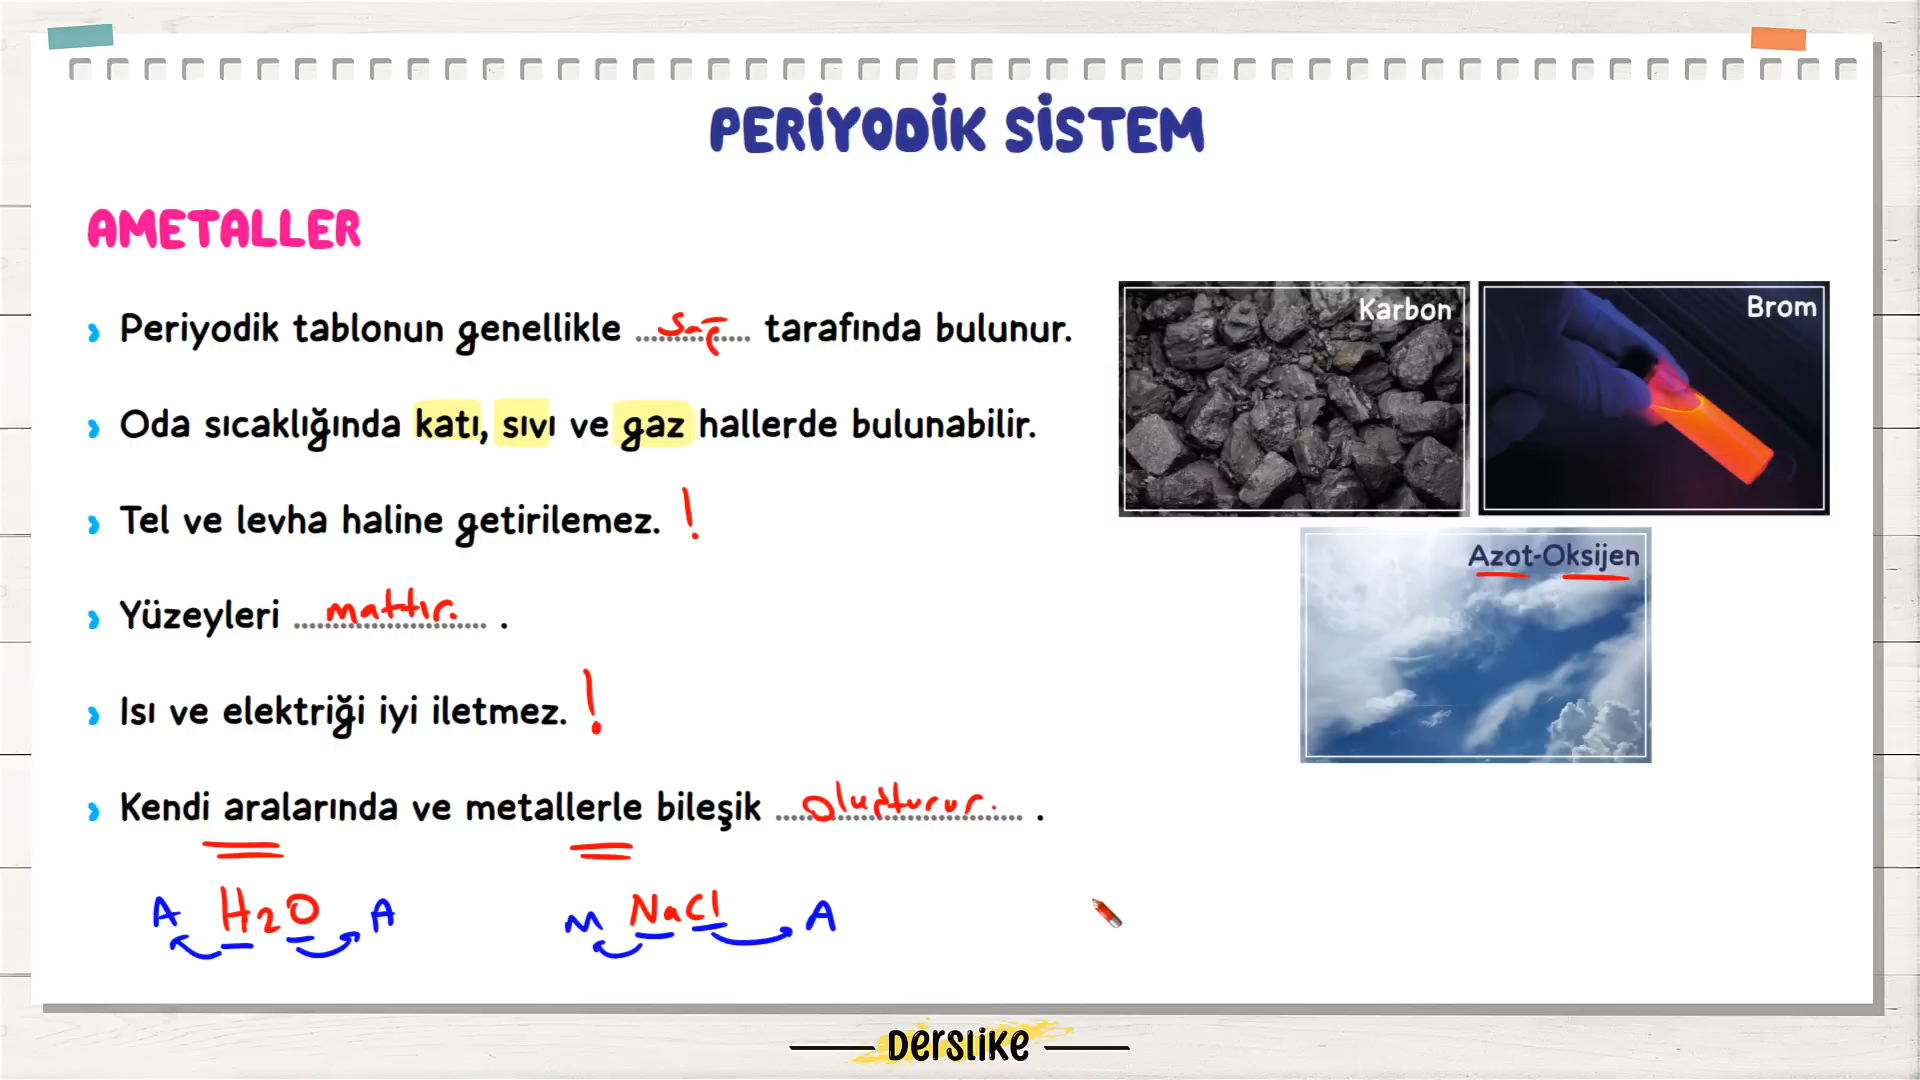 PERİYODİK SİSTEM
AMETALLER
Periyodik tablonun genellikle sağ tarafında bulunur.
Karbon
Brom
Oda sıcaklığında katı, sıvı ve gaz hallerde bulunabilir.
Tel ve levha haline getirilemez. !
Azot-Oksijen
Yüzeyleri mattır. .
Isı ve elektriği iyi iletmez. !
Kendi aralarında ve metallerle bileşik oluşturur. .
A H2O A M NaCl A
DERSLİKE